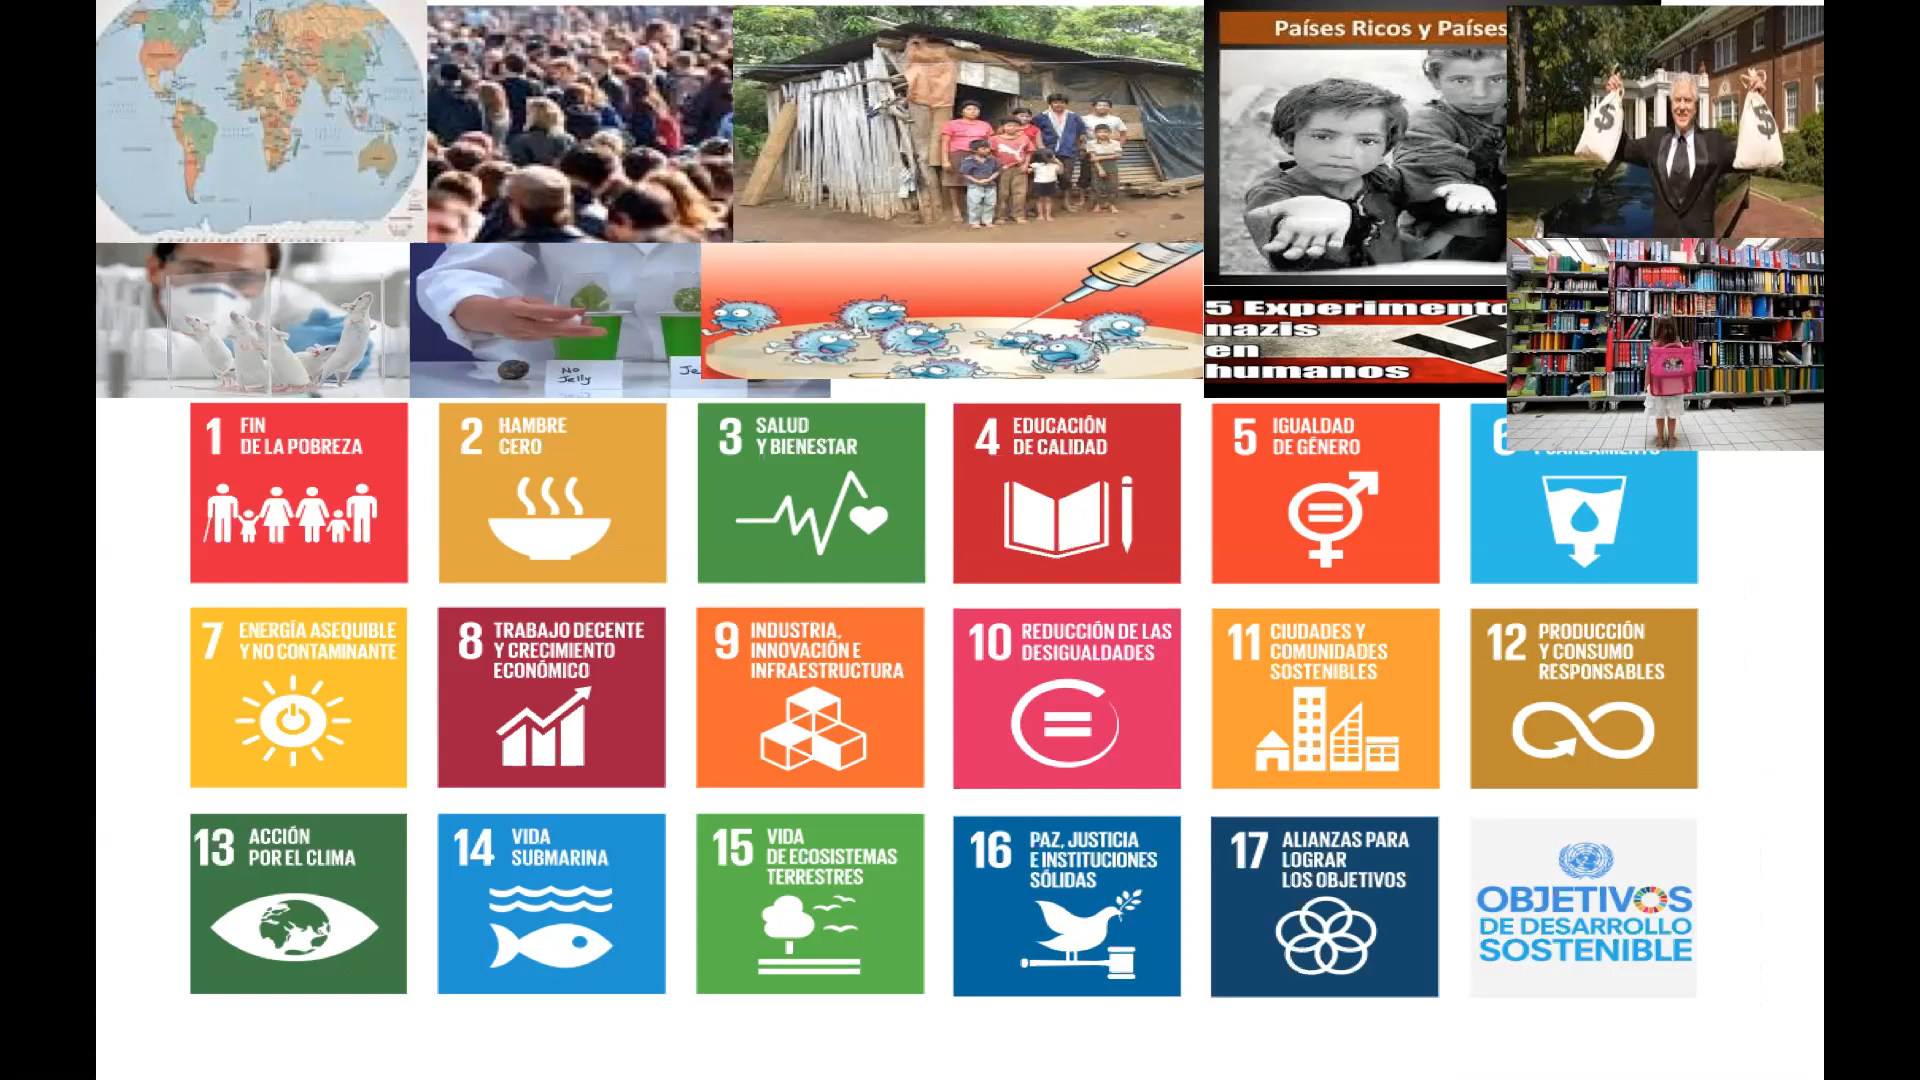 Países Ricos y Países
$
$
No
Jelly
Je
5 Experimento
nazis
en
humanos
1 FIN
DE LA POBREZA
2 HAMBRE
CERO
3 SALUD
Y BIENESTAR
4 EDUCACIÓN
DE CALIDAD
5 IGUALDAD
DE GÉNERO
6
7 ENERGÍA ASEQUIBLE
Y NO CONTAMINANTE
8 TRABAJO DECENTE
Y CRECIMIENTO
ECONÓMICO
9 INDUSTRIA,
INNOVACIÓN E
INFRAESTRUCTURA
10 REDUCCIÓN DE LAS
DESIGUALDADES
11 CIUDADES Y
COMUNIDADES
SOSTENIBLES
12 PRODUCCIÓN
Y CONSUMO
RESPONSABLES
13 ACCIÓN
POR EL CLIMA
14 VIDA
SUBMARINA
15 VIDA
DE ECOSISTEMAS
TERRESTRES
16 PAZ, JUSTICIA
E INSTITUCIONES
SÓLIDAS
17 ALIANZAS PARA
LOGRAR
LOS OBJETIVOS
OBJETIVOS
DE DESARROLLO
SOSTENIBLE